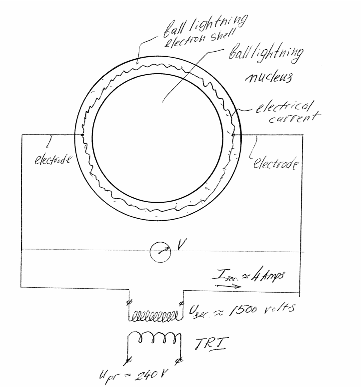 ball lightning
electron shell
ball lightning
nucleus
electrical
current
electrode
electrode
V
Isec ≈ 4 Amps
Usec ≈ 1500 volts
TRI
Upr = 240 V